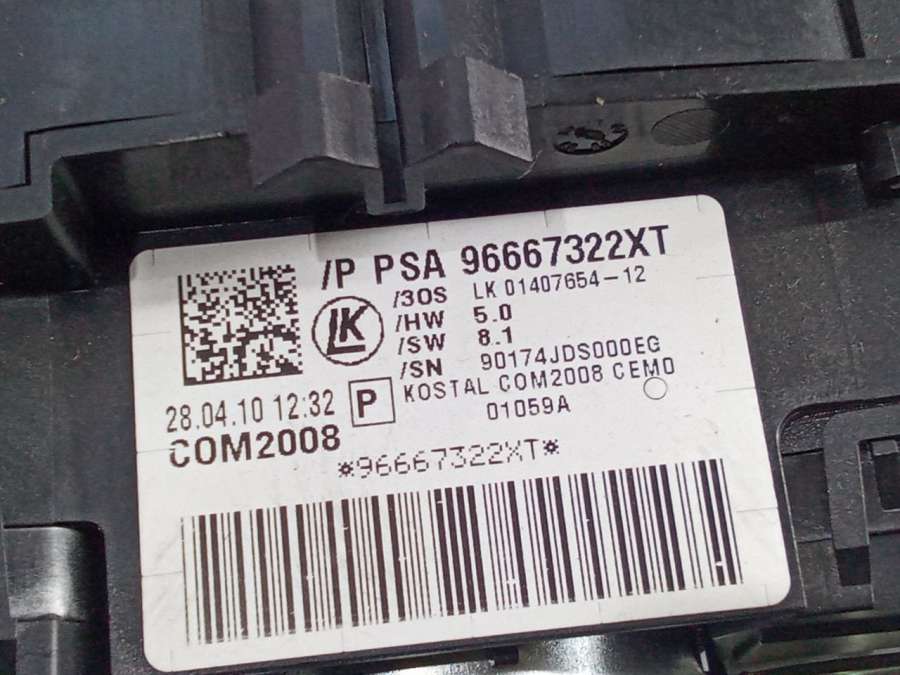 /P PSA 96667322XT
/3OS LK 01407654-12
LK
/HW 5.0
/SW 8.1
/SN 90174JDS000EG
28.04.10 12:32 P KOSTAL COM2008 CEM0
01059A
COM2008
*96667322XT*